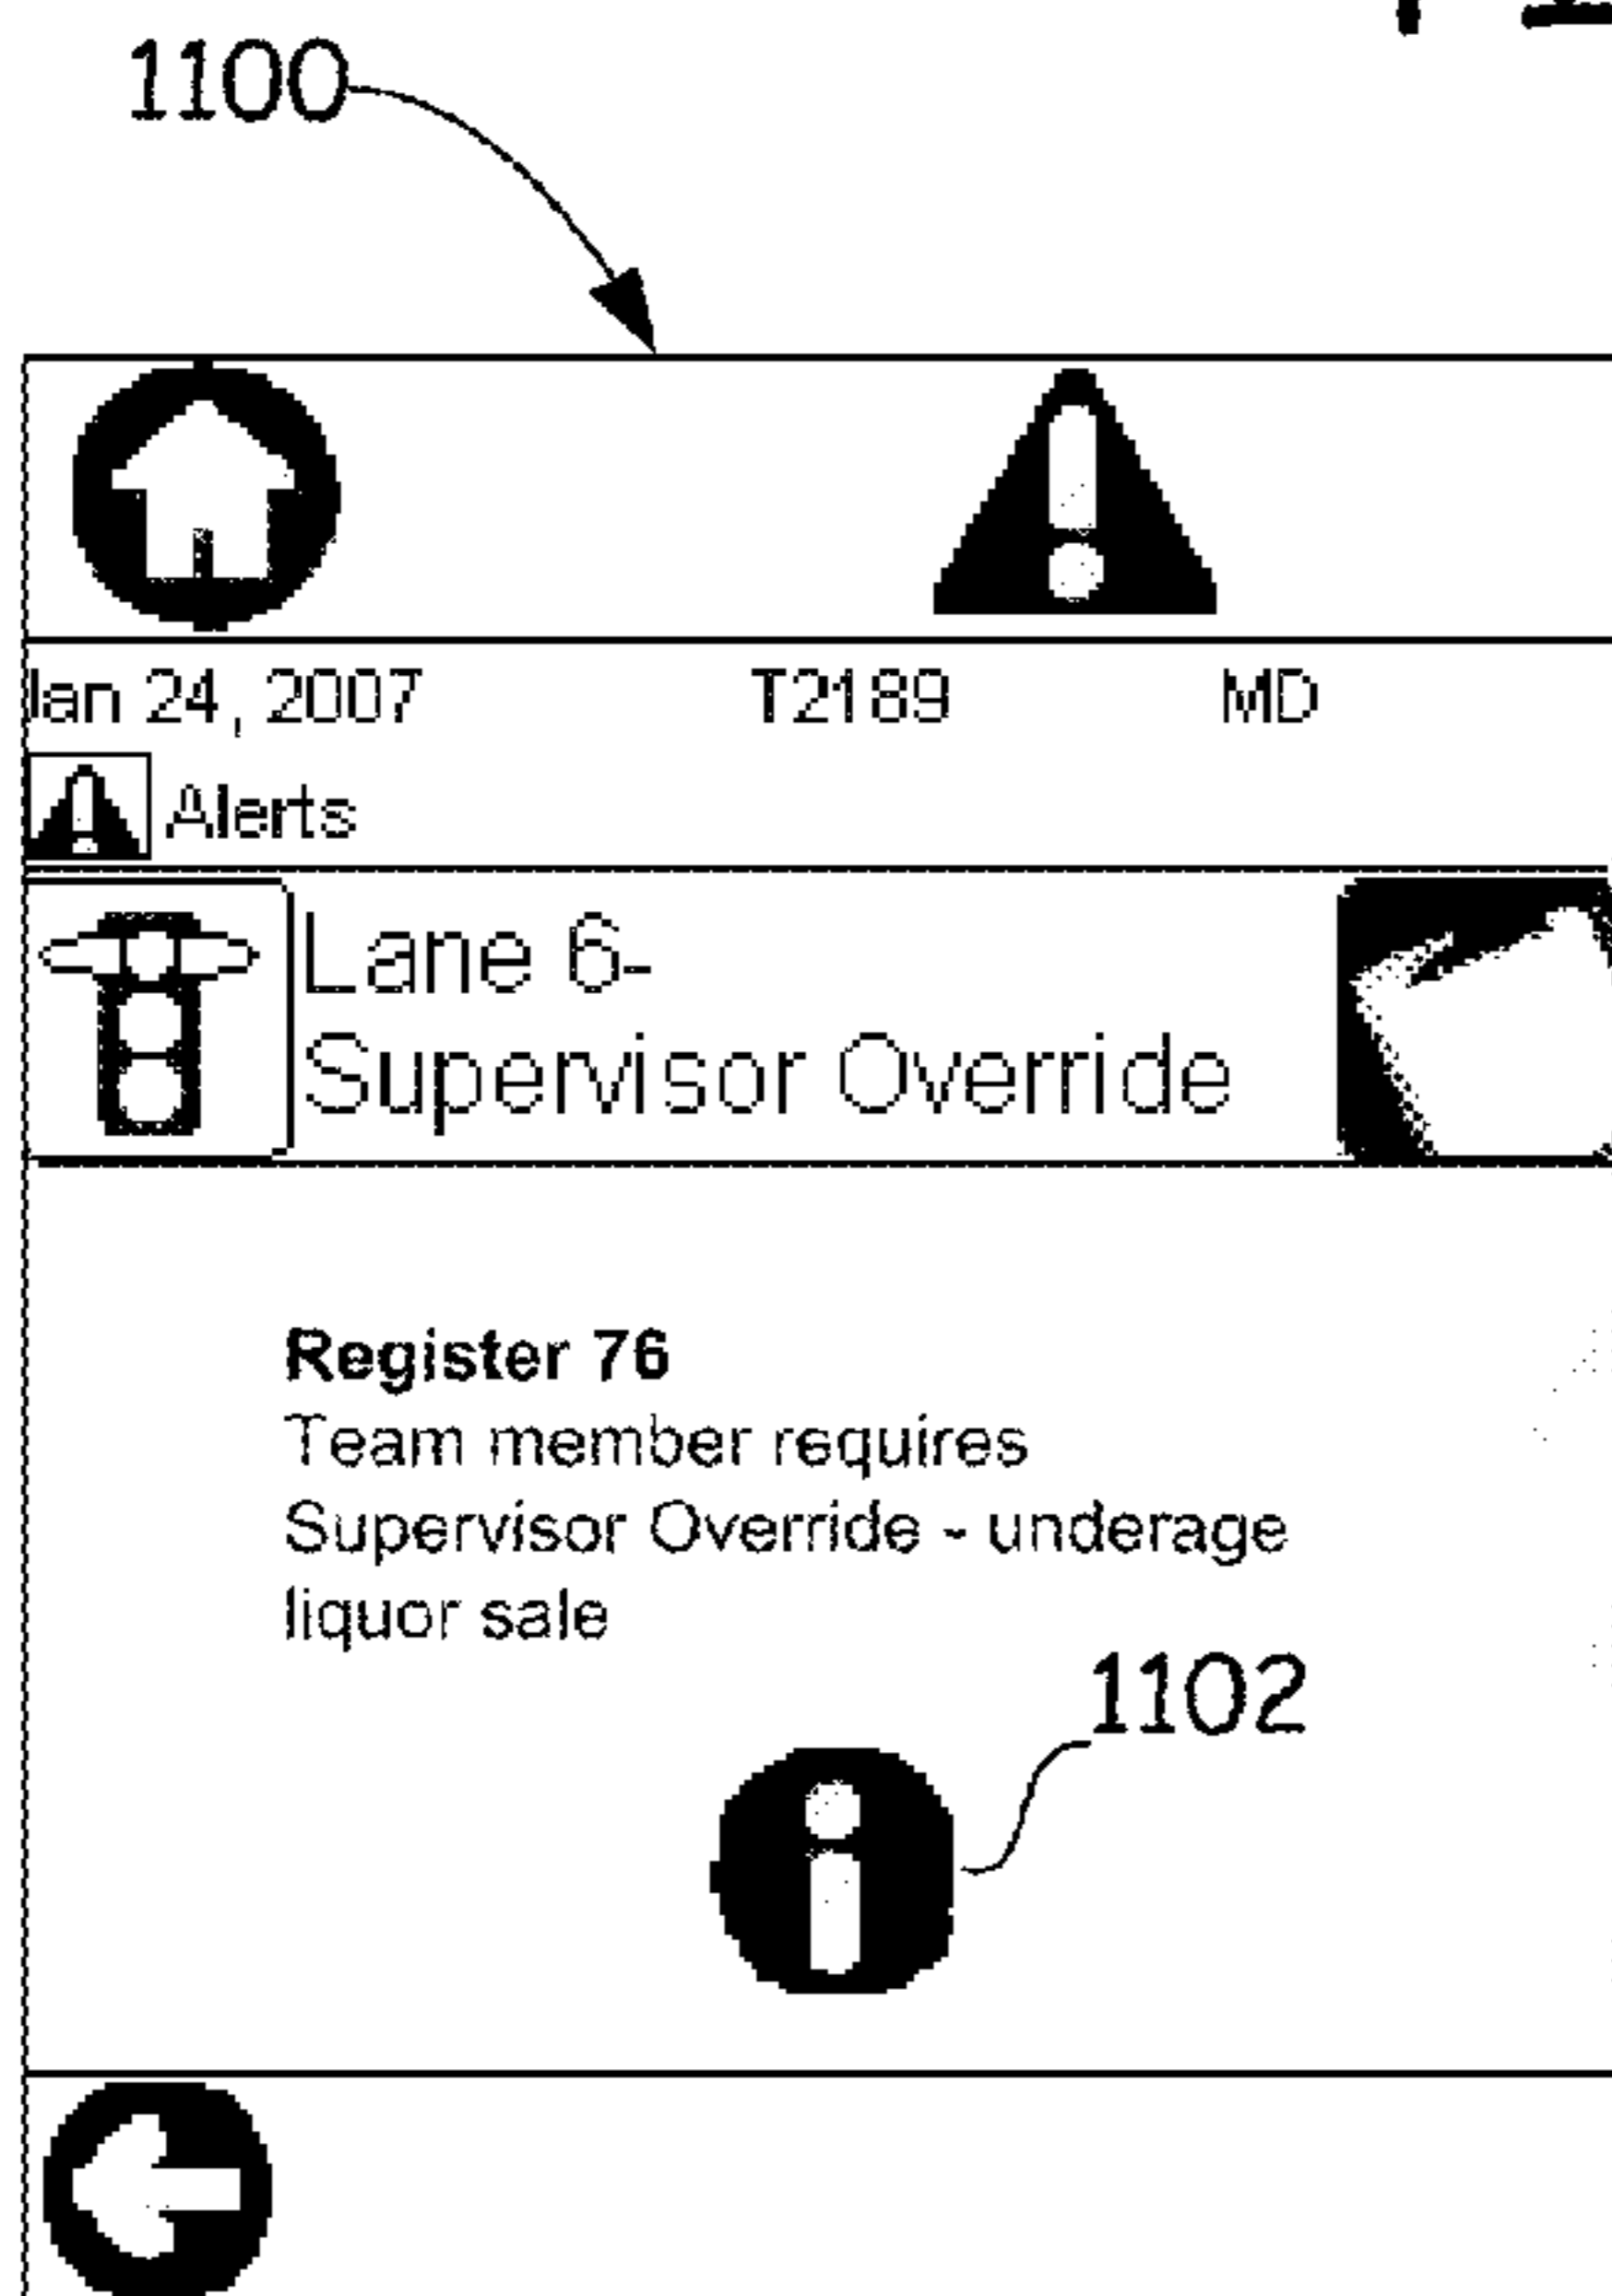 1100
Jan 24, 2007 T2189 MD
Alerts
Lane 6-
Supervisor Override
Register 76
Team member requires
Supervisor Override - underage
liquor sale
1102